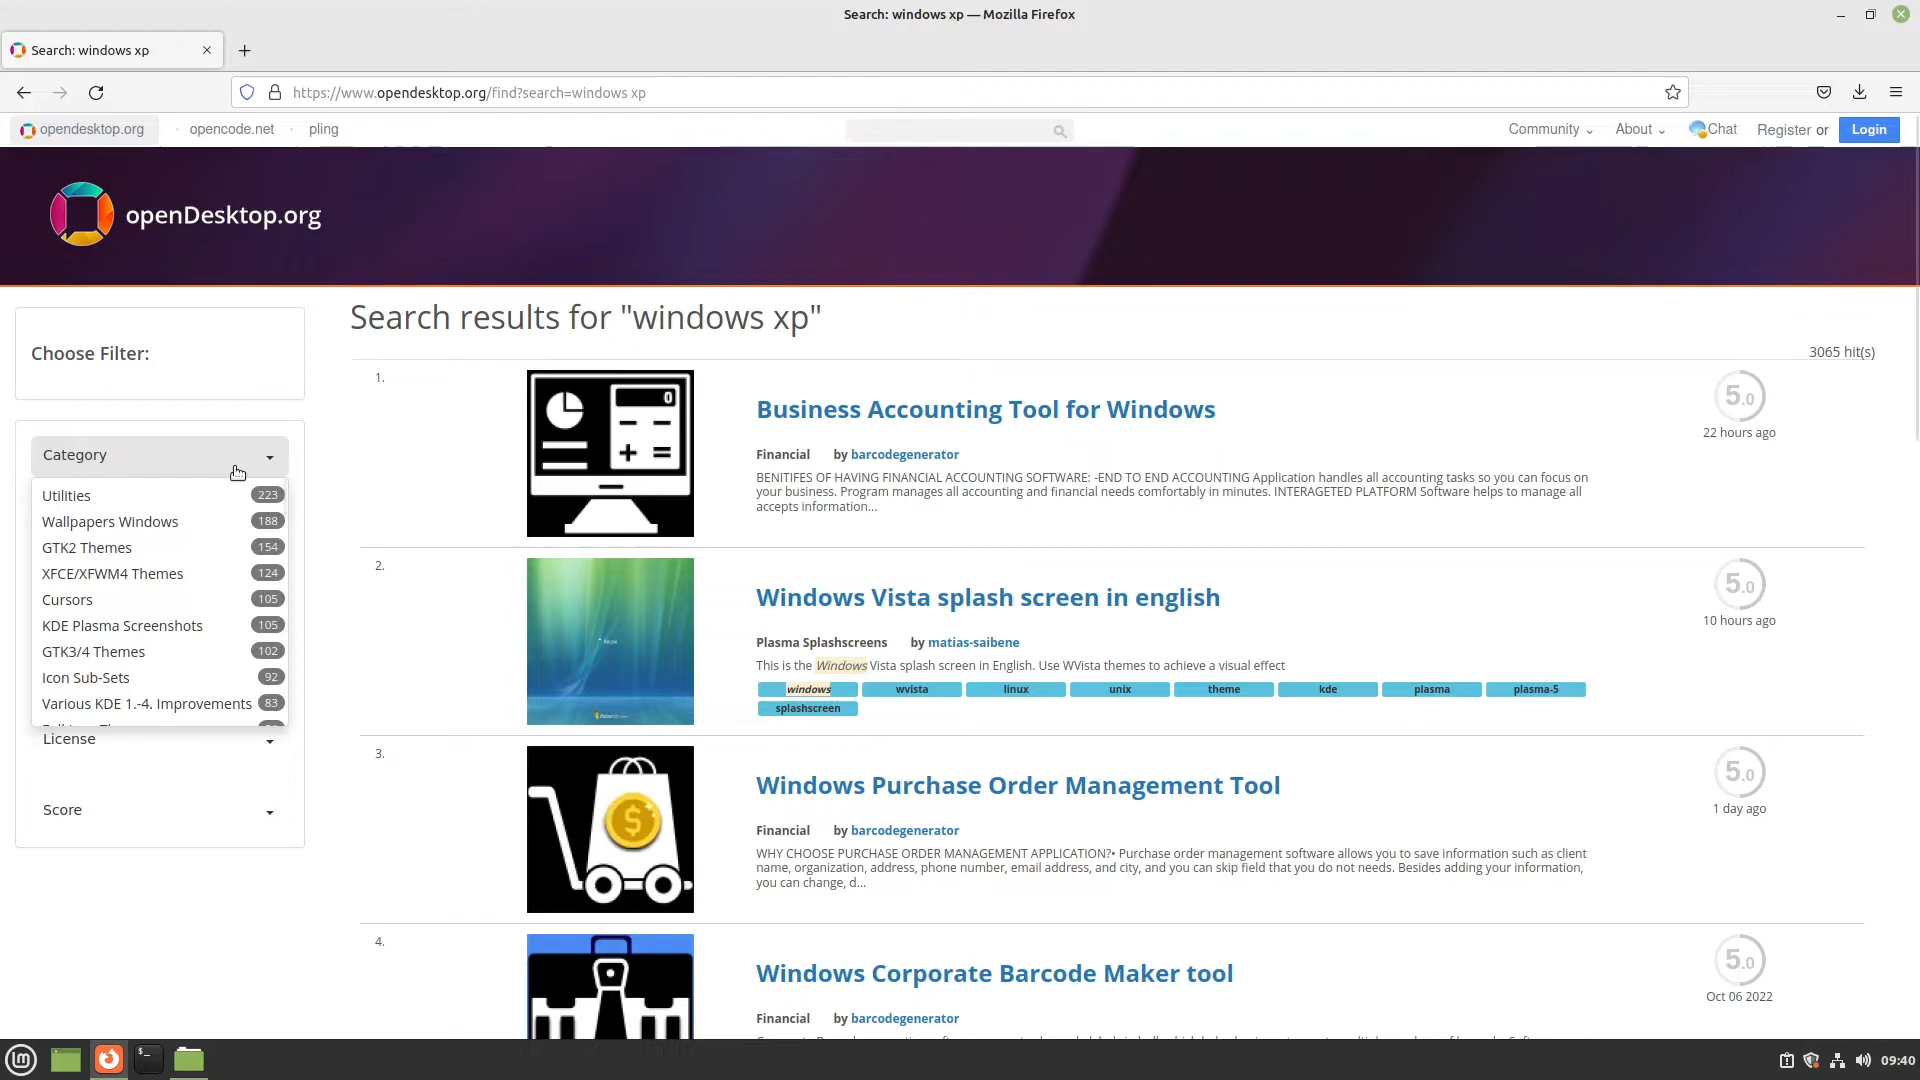 Search: windows xp — Mozilla Firefox
Search: windows xp
https://www.opendesktop.org/find?search=windows xp
opendesktop.org
opencode.net
pling
Community
About
Chat
Register or
Login
openDesktop.org
Choose Filter:
Category
Utilities 223
Wallpapers Windows 188
GTK2 Themes 154
XFCE/XFWM4 Themes 124
Cursors 105
KDE Plasma Screenshots 105
GTK3/4 Themes 102
Icon Sub-Sets 92
Various KDE 1.-4. Improvements 83
License
Score
Search results for "windows xp"
3065 hit(s)
1.
0
Business Accounting Tool for Windows
Financial by barcodegenerator
BENITIFES OF HAVING FINANCIAL ACCOUNTING SOFTWARE: -END TO END ACCOUNTING Application handles all accounting tasks so you can focus on
your business. Program manages all accounting and financial needs comfortably in minutes. INTERAGETED PLATFORM Software helps to manage all
accepts information...
5.0
22 hours ago
2.
Windows Vista splash screen in english
Plasma Splashscreens by matias-saibene
This is the Windows Vista splash screen in English. Use WVista themes to achieve a visual effect
windows wvista linux unix theme kde plasma plasma-5
splashscreen
5.0
10 hours ago
3.
Windows Purchase Order Management Tool
Financial by barcodegenerator
WHY CHOOSE PURCHASE ORDER MANAGEMENT APPLICATION?• Purchase order management software allows you to save information such as client
name, organization, address, phone number, email address, and city, and you can skip field that you do not needs. Besides adding your information,
you can change, d...
5.0
1 day ago
4.
Windows Corporate Barcode Maker tool
Financial by barcodegenerator
5.0
Oct 06 2022
09:40